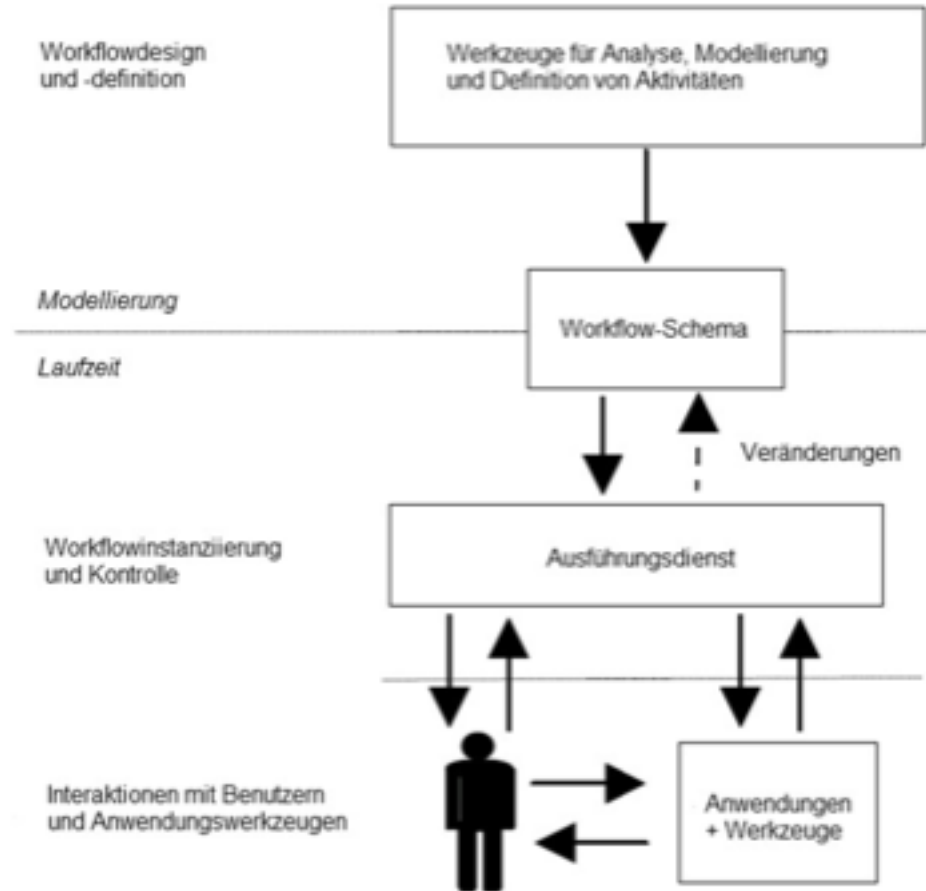 Workflowdesign
und -definition
Werkzeuge für Analyse, Modellierung
und Definition von Aktivitäten
Modellierung
Workflow-Schema
Laufzeit
Veränderungen
Workflowinstanziierung
und Kontrolle
Ausführungsdienst
Interaktionen mit Benutzern
und Anwendungswerkzeugen
Anwendungen
+ Werkzeuge